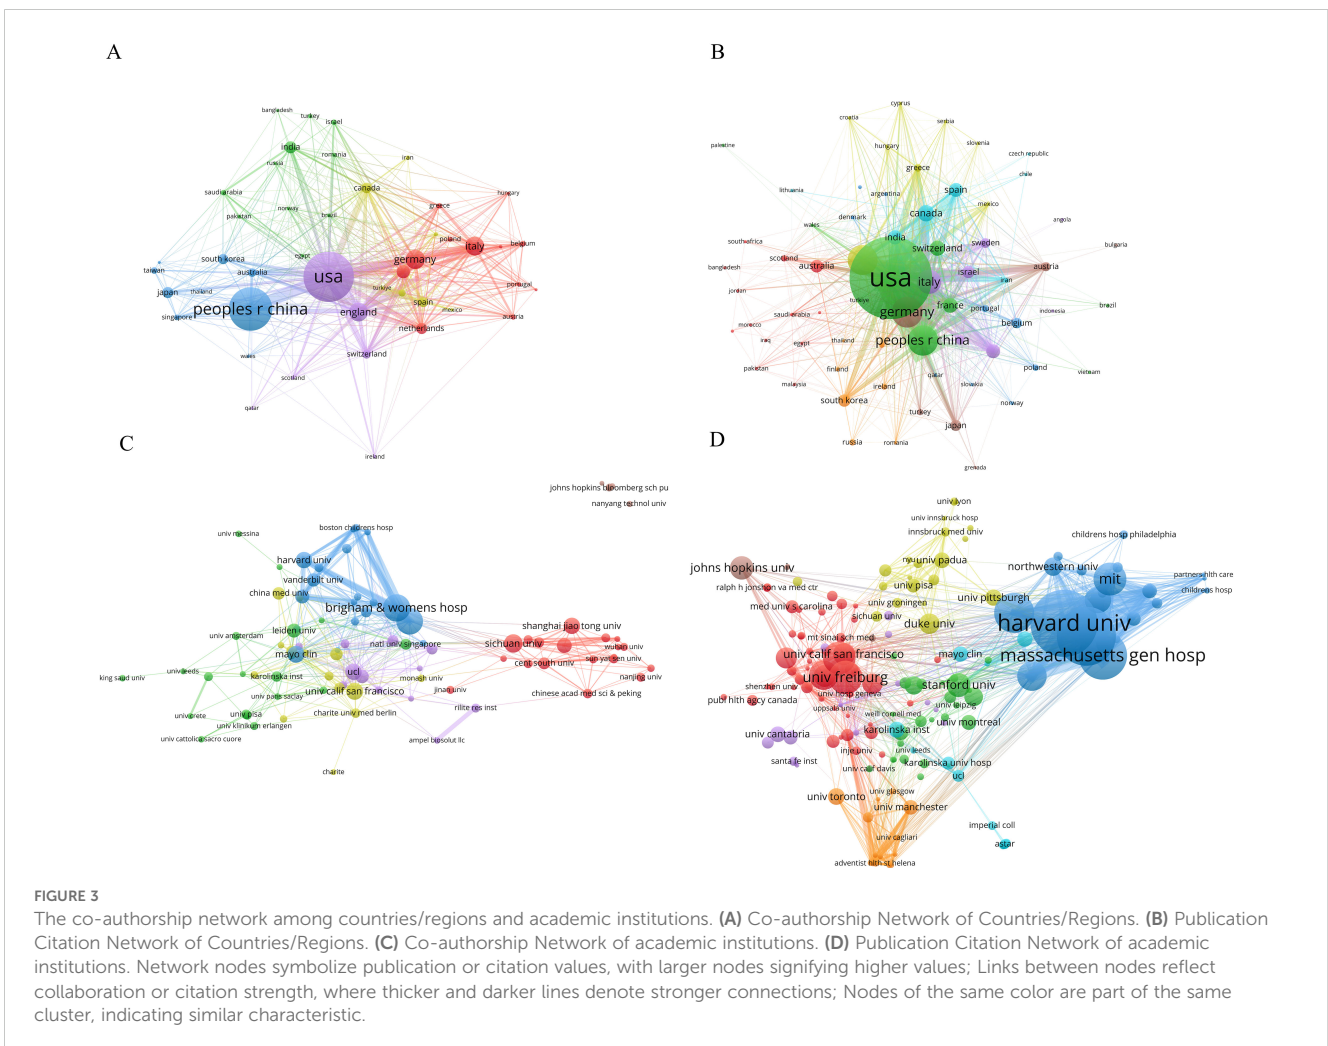 A
bangladesh
turkey
israel
india
romania
russia
iran
canada
saudi arabia
hungary
norway
greece
pakistan
brazil
poland
italy
belgium
egypt
south korea
germany
taiwan
australia
usa
japan
thailand
turkiye
portugal
spain
peoples r china
england
mexico
singapore
austria
netherlands
wales
switzerland
scotland
qatar
ireland
B
cyprus
croatia
serbia
palestine
hungary
slovenia
czech republic
greece
chile
lithuania
argentina
spain
mexico
denmark
canada
angola
wales
india
south africa
switzerland
sweden
bulgaria
scotland
bangladesh
australia
israel
austria
usa
italy
iran
jordan
turkiye
france
portugal
brazil
saudi arabia
germany
indonesia
morocco
belgium
iraq
egypt
thailand
peoples r china
pakistan
finland
poland
vietnam
malaysia
ireland
qatar
slovakia
south korea
norway
turkey
japan
russia
romania
grenada
C
johns hopkins bloomberg sch pu
nanyang technol univ
univ messina
boston childrens hosp
harvard univ
vanderbilt univ
china med univ
brigham & womens hosp
shanghai jiao tong univ
leiden univ
univ amsterdam
nati univ singapore
sichuan univ
wuhan univ
mayo clin
cent south univ
sun yat sen univ
univ leeds
king saud univ
karolinska inst
ucl
monash univ
nanjing univ
univ paris saclay
univ calif san francisco
jinan univ
chinese acad med sci & peking
univ crete
univ pisa
charite univ med berlin
rilite res inst
univ klinikum erlangen
univ cattolica sacro cuore
ampel biosolut llc
charite
D
univ lyon
univ innsbruck hosp
innsbruck med univ
childrens hosp philadelphia
johns hopkins univ
nyu
univ padua
northwestern univ
mit
partners hlth care
ralph h jonshon va med ctr
univ pisa
childrens hosp
med univ s carolina
univ groningen
univ pittsburgh
sichuan univ
duke univ
harvard univ
mt sinai sch med
univ calif san francisco
mayo clin
massachusetts gen hosp
univ freiburg
shenzhen univ
stanford univ
univ hosp geneva
publ hlth agcy canada
univ leipzig
uppsala univ
weill cornell med
univ montreal
univ cantabria
karolinska inst
inje univ
univ leeds
santa fe inst
karolinska univ hosp
univ calif davis
ucl
univ toronto
univ glasgow
univ manchester
imperial coll
univ cagliari
astar
adventist hlth st helena
FIGURE 3
The co-authorship network among countries/regions and academic institutions. (A) Co-authorship Network of Countries/Regions. (B) Publication
Citation Network of Countries/Regions. (C) Co-authorship Network of academic institutions. (D) Publication Citation Network of academic
institutions. Network nodes symbolize publication or citation values, with larger nodes signifying higher values; Links between nodes reflect
collaboration or citation strength, where thicker and darker lines denote stronger connections; Nodes of the same color are part of the same
cluster, indicating similar characteristic.